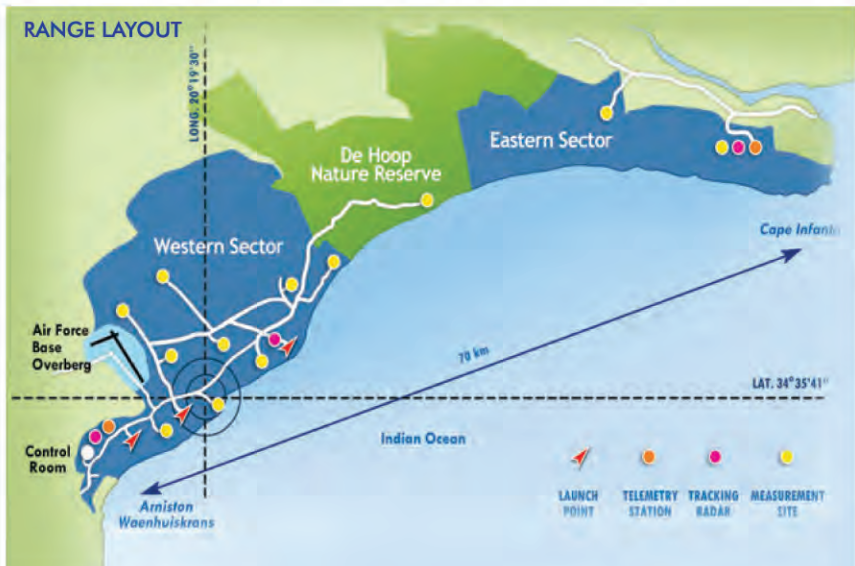 RANGE LAYOUT
LONG. 20°19'30"
De Hoop
Nature Reserve
Eastern Sector
Western Sector
Cape Infanta
Air Force
Base
Overberg
70 km
LAT. 34°35'41"
Indian Ocean
Control
Room
Arniston
Waenhuiskrans
LAUNCH
POINT
TELEMETRY
STATION
TRACKING
RADAR
MEASUREMENT
SITE